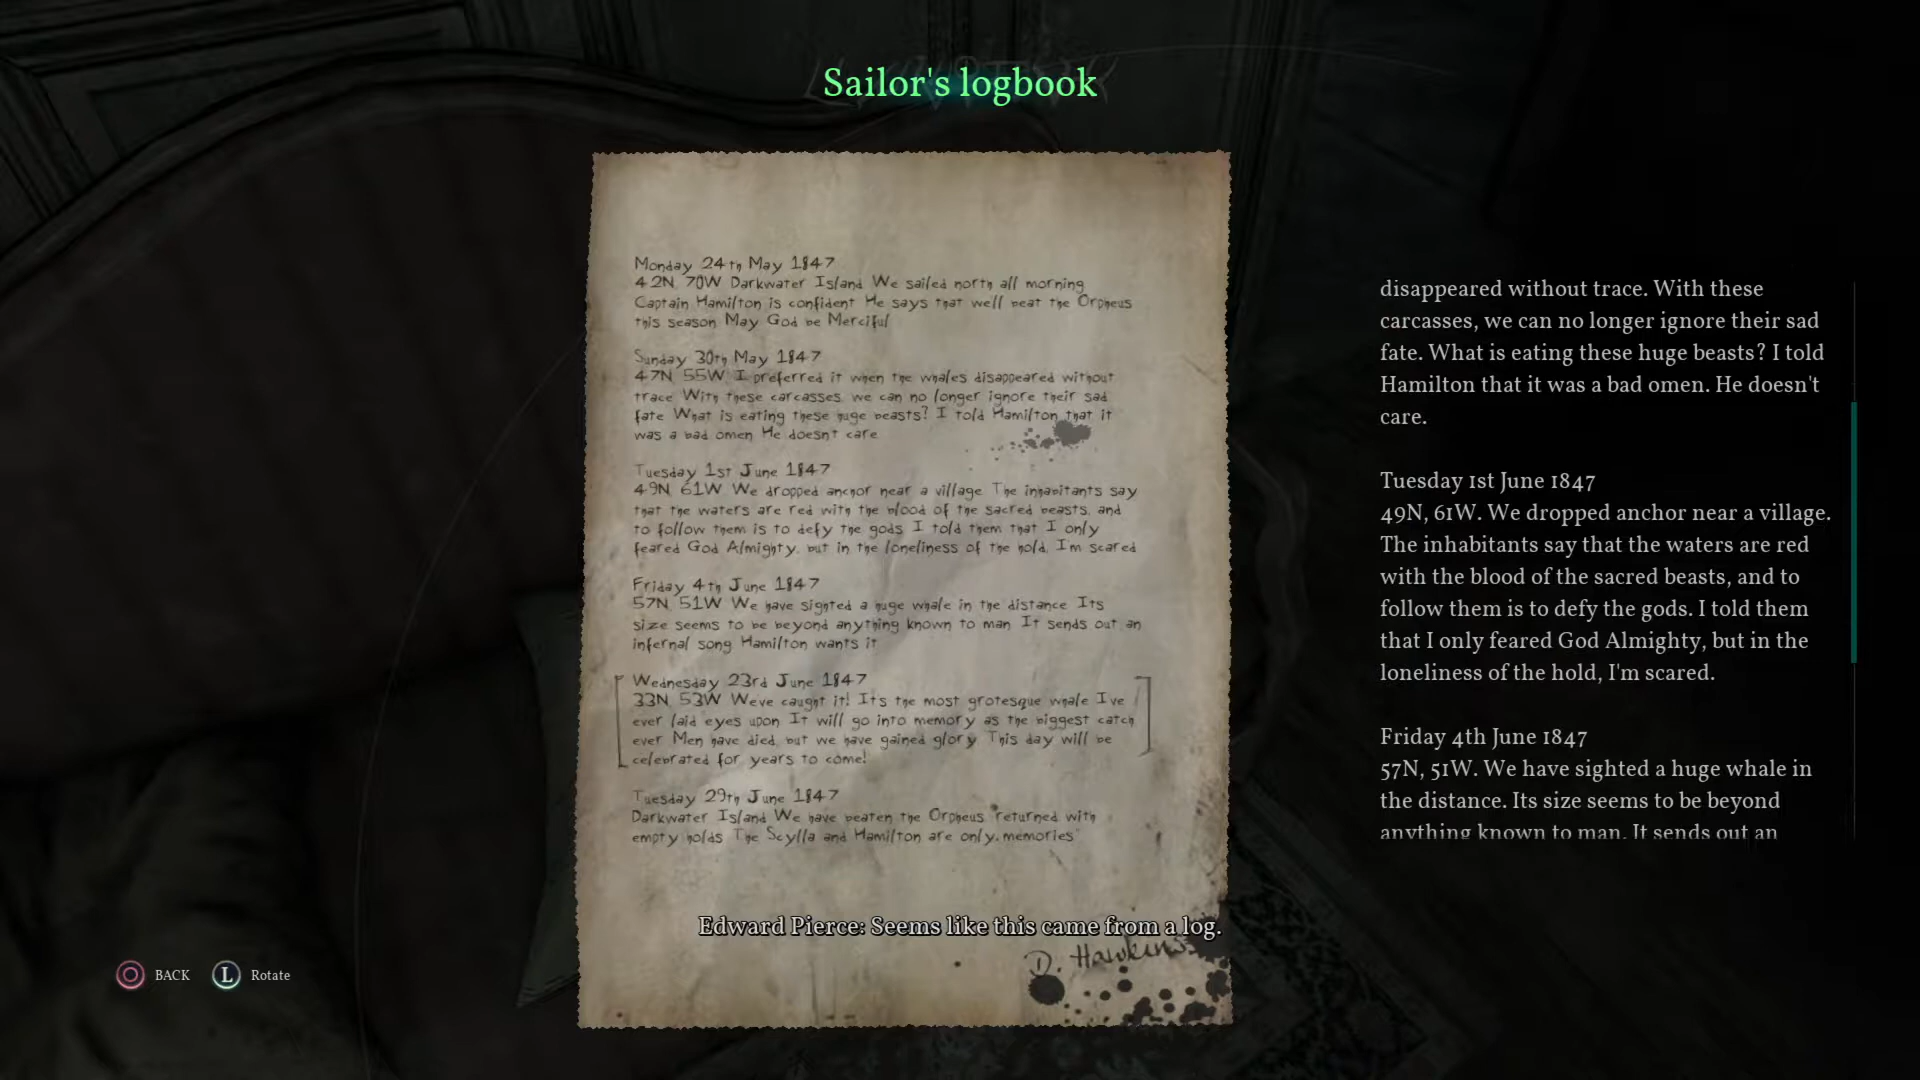 Sailor's logbook
Monday 24th May 1847
42N 70W Darkwater Island We sailed north all morning
Captain Hamilton is confident He says that well beat the Orpheus
this season May God be Merciful
Sunday 30th May 1847
47N 55W I preferred it when the whales disappeared without
trace With these carcasses, we can no longer ignore their sad
fate What is eating these huge beasts? I told Hamilton that it
was a bad omen He doesnt care
Tuesday 1st June 1847
49N 61W We dropped anchor near a village The inhabitants say
that the waters are red with the blood of the sacred beasts, and
to follow them is to defy the gods I told them that I only
feared God Almighty, but in the loneliness of the hold, I'm scared
Friday 4th June 1847
57N 51W We have sighted a huge whale in the distance Its
size seems to be beyond anything known to man It sends out an
infernal song Hamilton wants it
Wednesday 23rd June 1847
33N 53W Weve caught it! It's the most grotesque whale I've
ever laid eyes upon It will go into memory as the biggest catch
ever Men have died, but we have gained glory This day will be
celebrated for years to come!
Tuesday 29th June 1847
Darkwater Island We have beaten the Orpheus "returned with
empty holds The Scylla and Hamilton are only memories"
D. Hawkins
Edward Pierce: Seems like this came from a log.
disappeared without trace. With these
carcasses, we can no longer ignore their sad
fate. What is eating these huge beasts? I told
Hamilton that it was a bad omen. He doesn't
care.
Tuesday 1st June 1847
49N, 61W. We dropped anchor near a village.
The inhabitants say that the waters are red
with the blood of the sacred beasts, and to
follow them is to defy the gods. I told them
that I only feared God Almighty, but in the
loneliness of the hold, I'm scared.
Friday 4th June 1847
57N, 51W. We have sighted a huge whale in
the distance. Its size seems to be beyond
anything known to man. It sends out an
BACK
L
Rotate